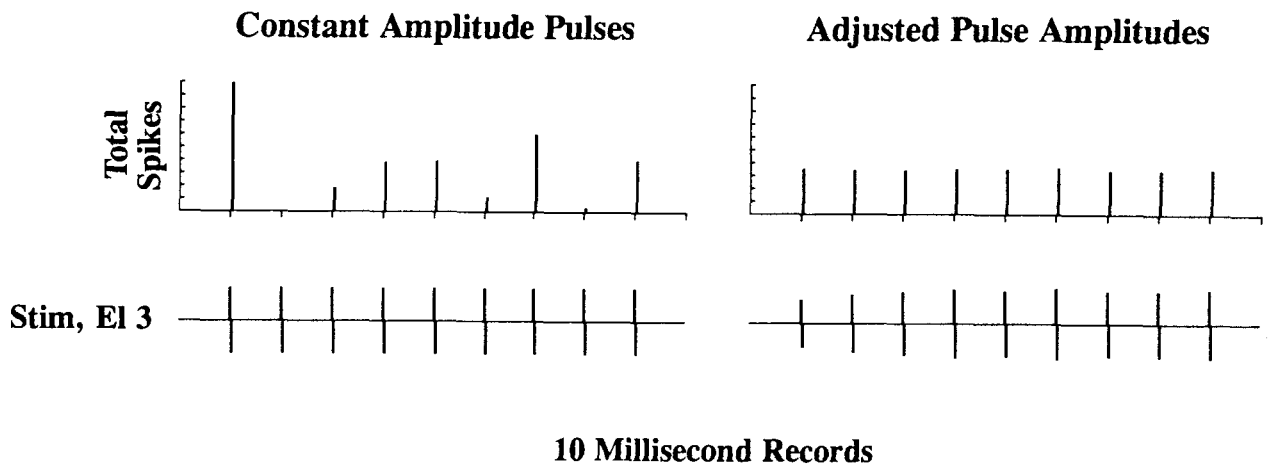 Constant Amplitude Pulses
Adjusted Pulse Amplitudes
Total
Spikes
Stim, El 3
10 Millisecond Records